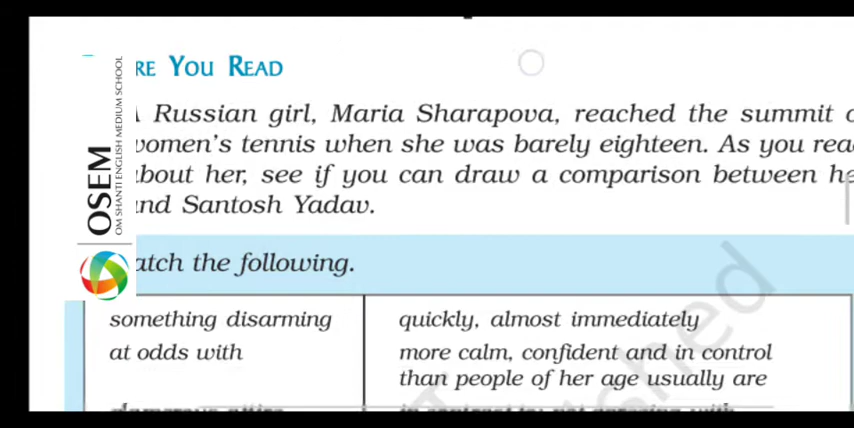 RE YOU READ
Russian girl, Maria Sharapova, reached the summit
women's tennis when she was barely eighteen. As you rea
bout her, see if you can draw a comparison between he
and Santosh Yadav.
atch the following.
something disarming quickly, almost immediately
at odds with more calm, confident and in control
than people of her age usually are
OSEM
OM SHANTI ENGLISH MEDIUM SCHOOL